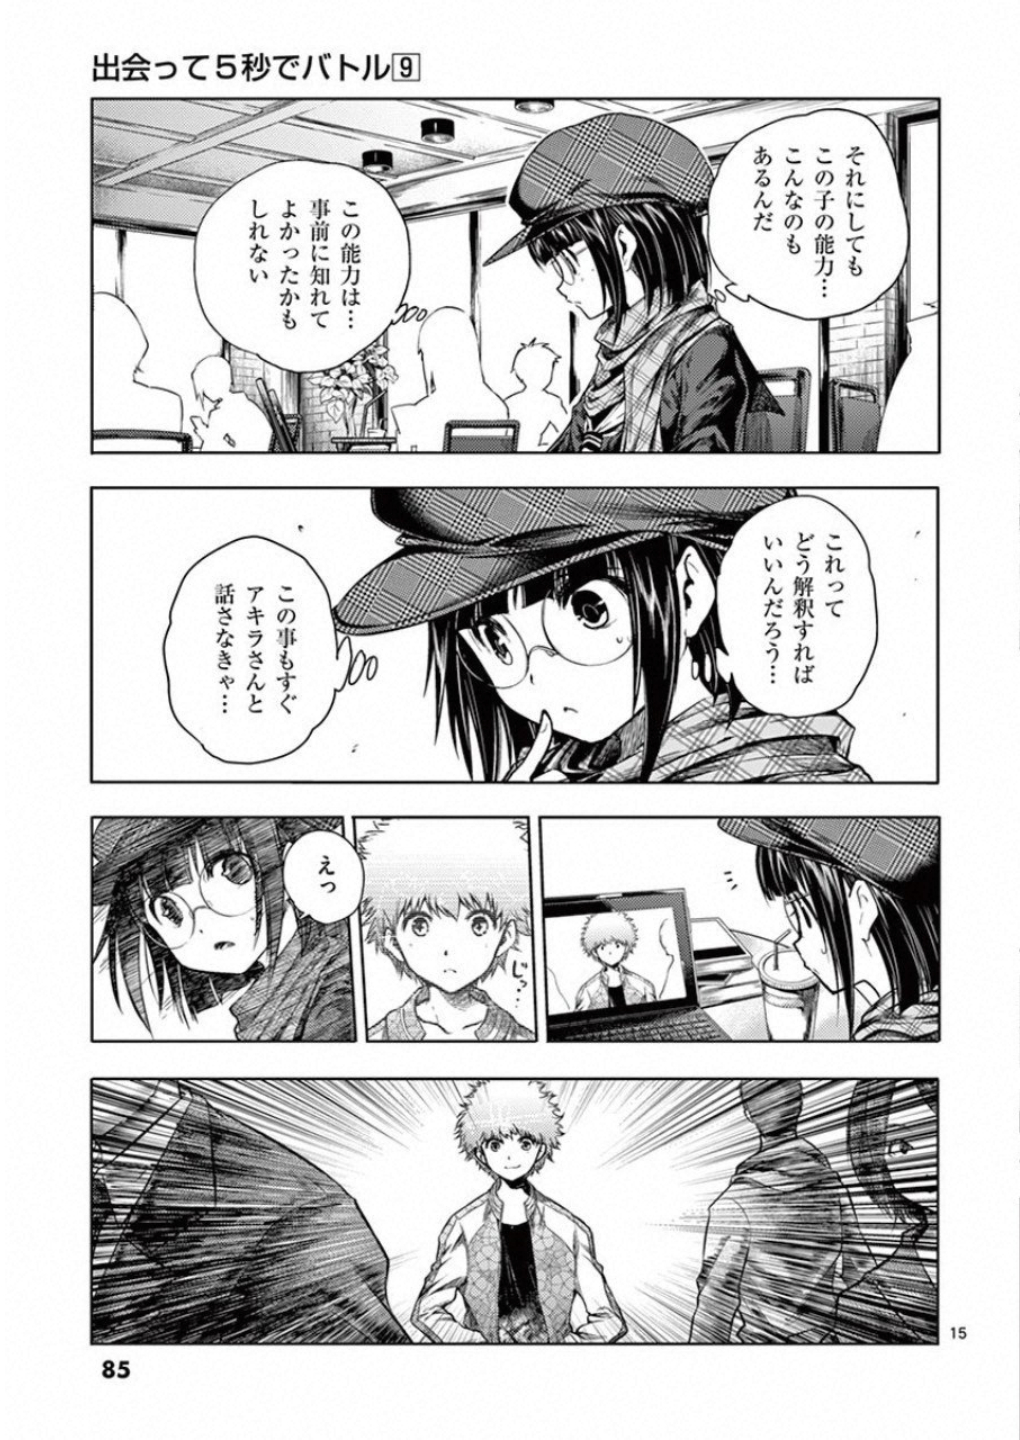 出会って5秒でバトル9
それにしても
この子の能力…
こんなのも
あるんだ
この能力は…
事前に知れて
よかったかも
しれない
これって
どう解釈すれば
いいんだろう…
この事もすぐ
アキラさんと
話さなきゃ…
じっ…
えっ
15
85